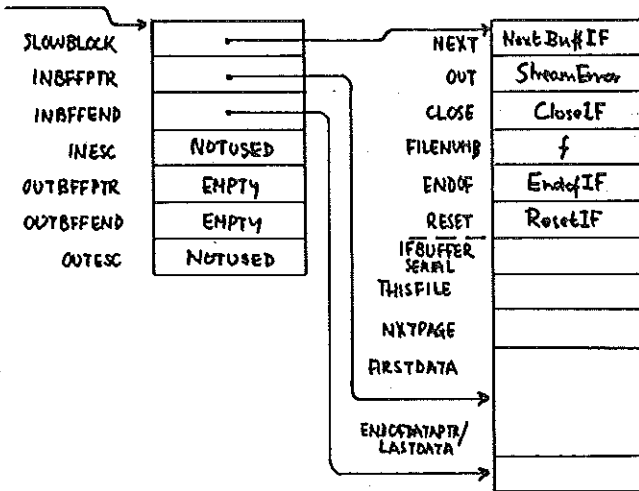 SLOWBLOCK
INBFFPTR
INBFFEND
INESC NOTUSED
OUTBFFPTR EMPTY
OUTBFFEND EMPTY
OUTESC NOTUSED
NEXT NextBuffIF
OUT StreamError
CLOSE CloseIF
FILENUMB f
ENDOF EndofIF
RESET ResetIF
IFBUFFER
SERIAL
THISFILE
NXTPAGE
FIRSTDATA
ENDOFDATAPTR/
LASTDATA